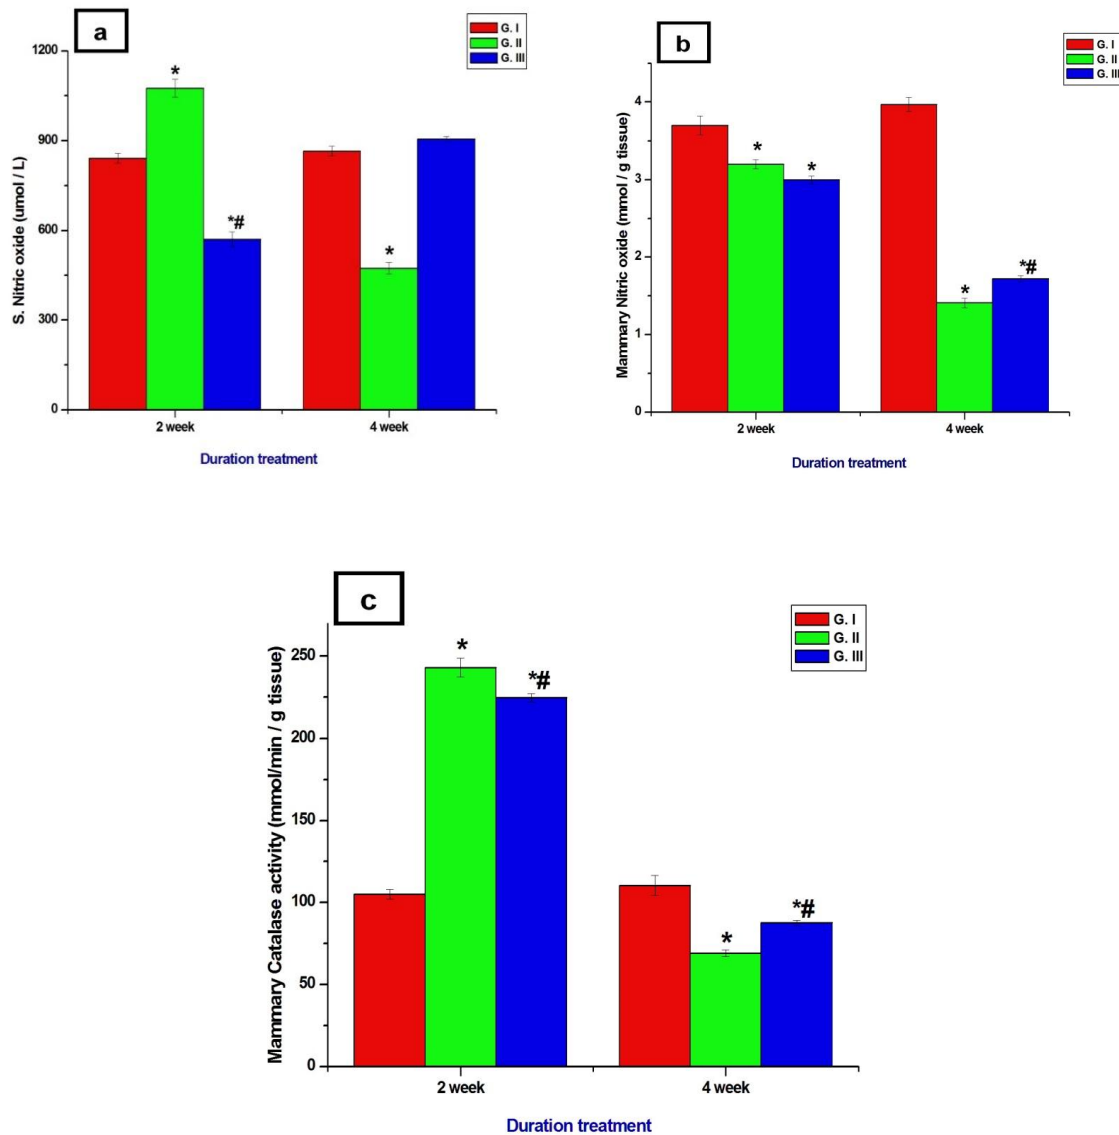 a
G. I
G. II
G. III
S. Nitric oxide (umol / L)
1200
900
600
300
0
*
*#
*
2 week
4 week
Duration treatment
b
G. I
G. II
G. III
Mammary Nitric oxide (mmol / g tissue)
4
3
2
1
0
*
*
*
*#
2 week
4 week
Duration treatment
c
G. I
G. II
G. III
Mammary Catalase activity (mmol/min / g tissue)
250
200
150
100
50
0
*
*#
*
*#
2 week
4 week
Duration treatment